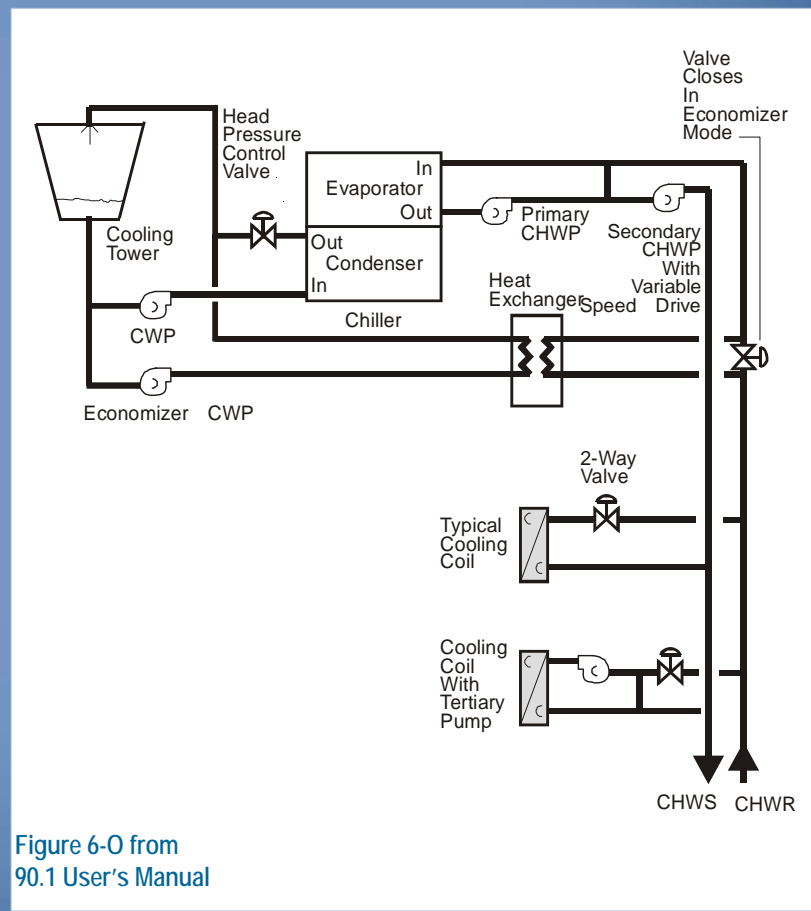 Valve
Closes
In
Economizer
Mode
Head
Pressure
Control
Valve
In
Evaporator
Out
Primary
CHWP
Secondary
CHWP
With
Variable
Speed Drive
Cooling
Tower
Out
Condenser
In
Heat
Exchanger
Chiller
CWP
Economizer CWP
2-Way
Valve
Typical
Cooling
Coil
Cooling
Coil
With
Tertiary
Pump
CHWS CHWR
Figure 6-O from
90.1 User's Manual